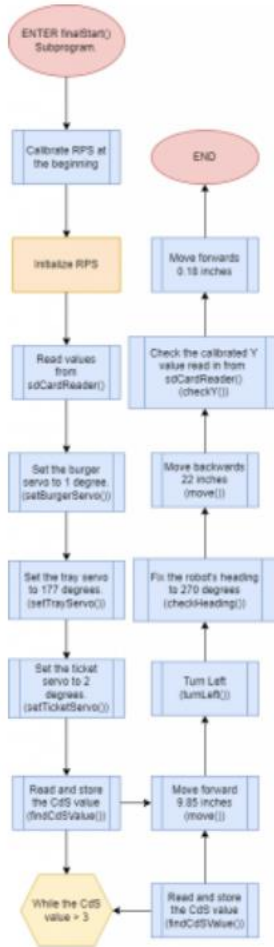 ENTER finalStart()
Subprogram.
Calibrate RPS at
the beginning
Initialize RPS
Read values
from
sdCardReader()
Set the burger
servo to 1 degree.
(setBurgerServo())
Set the tray servo
to 177 degrees.
(setTrayServo())
Set the ticket
servo to 2
degrees.
(setTicketServo())
Read and store
the CdS value
(findCdSValue())
While the CdS
value > 3
Read and store
the CdS value
(findCdSValue())
Move forward
9.85 inches
(move())
Turn Left
(turnLeft())
Fix the robot's heading
to 270 degrees
(checkHeading())
Move backwards
22 inches
(move())
Check the calibrated Y
value read in from
sdCardReader()
(checkY())
Move forwards
0.18 inches
END